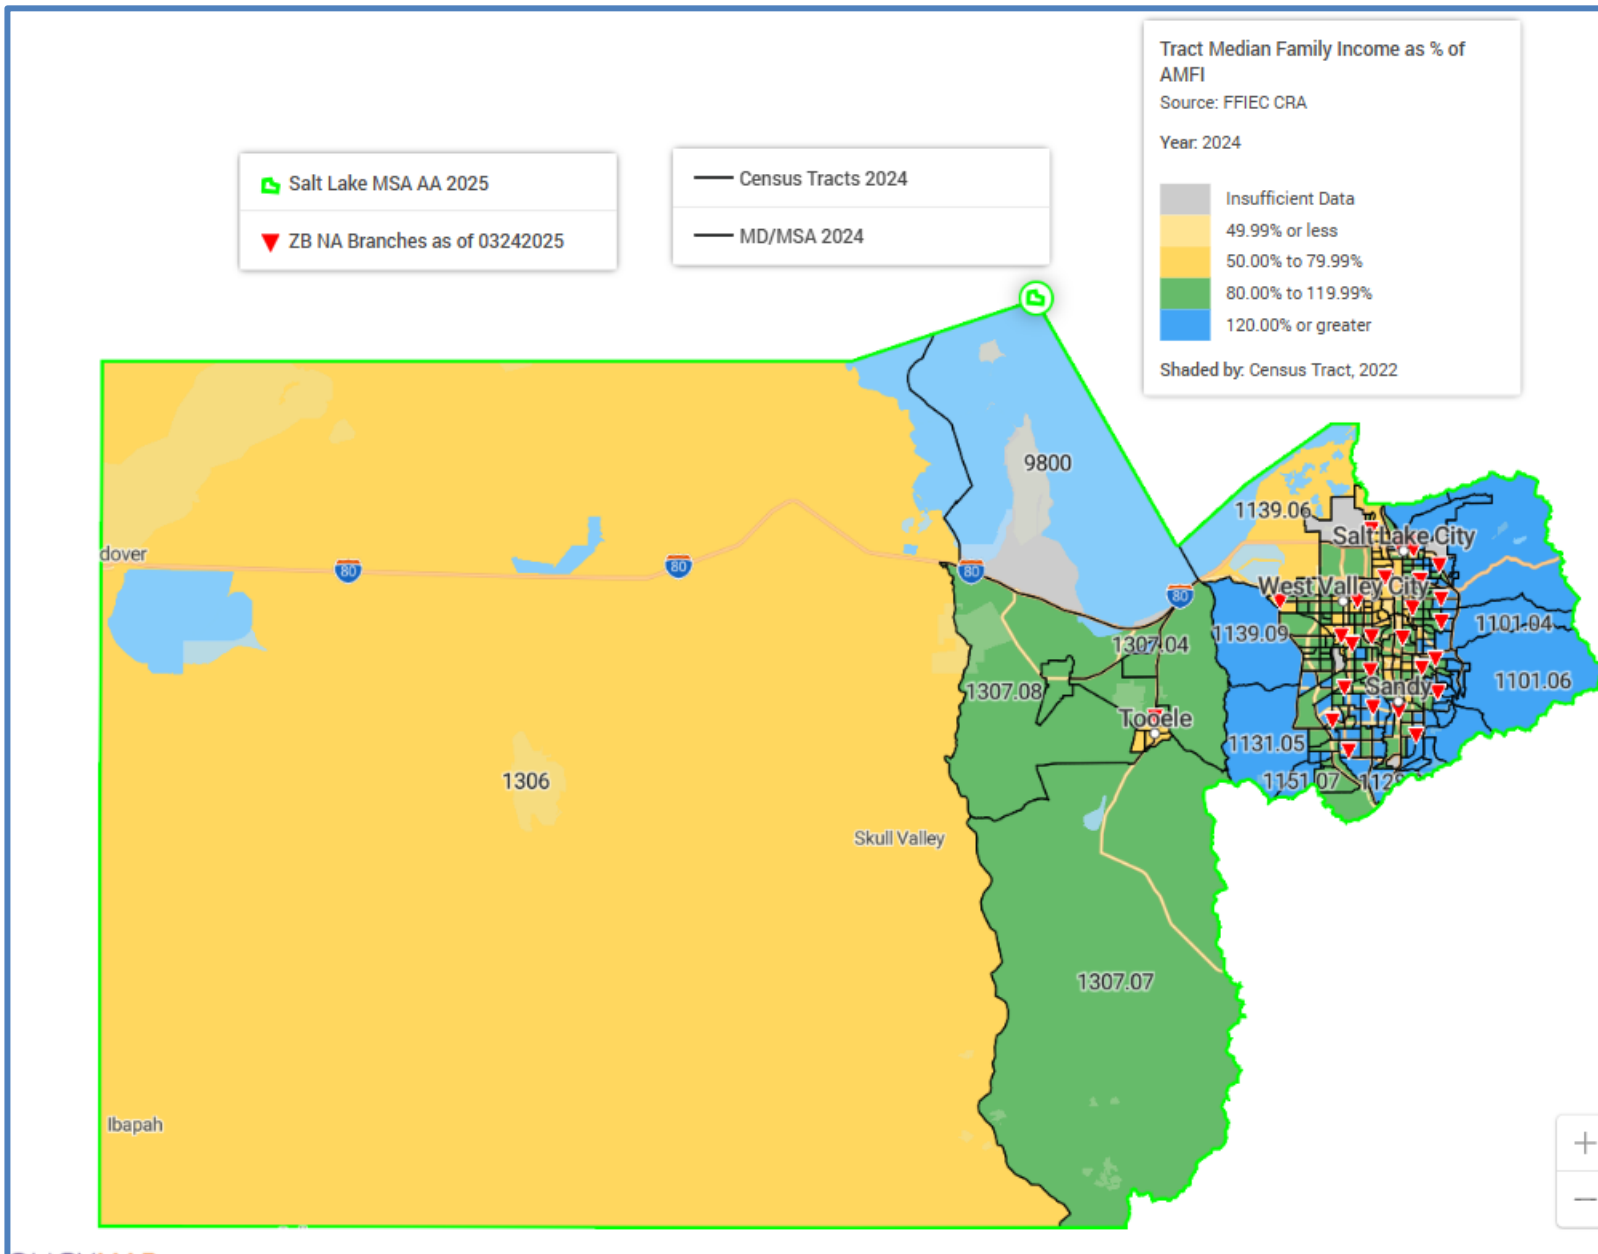 Tract Median Family Income as % of
AMFI
Source: FFIEC CRA
Year: 2024
Insufficient Data
49.99% or less
50.00% to 79.99%
80.00% to 119.99%
120.00% or greater
Shaded by: Census Tract, 2022
Salt Lake MSA AA 2025
ZB NA Branches as of 03242025
Census Tracts 2024
MD/MSA 2024
9800
1139.06
Salt Lake City
dover
80
80
80
80
West Valley City
1101.04
1139.09
1307.04
1101.06
1307.08
Sandy
Tooele
1131.05
1306
1151.07
112
Skull Valley
1307.07
Ibapah
+
−